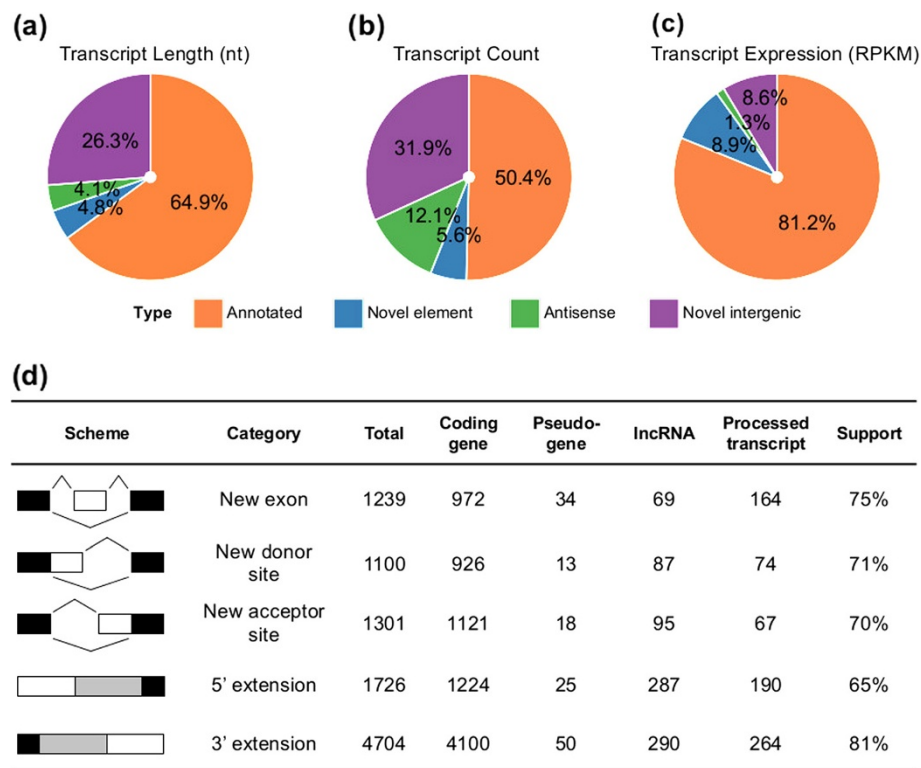 (a)
Transcript Length (nt)
26.3%
4.1%
4.8%
64.9%
(b)
Transcript Count
31.9%
50.4%
12.1%
5.6%
(c)
Transcript Expression (RPKM)
8.6%
1.3%
8.9%
81.2%
Type Annotated Novel element Antisense Novel intergenic
(d)
Scheme Category Total Coding gene Pseudo-gene lncRNA Processed transcript Support
New exon 1239 972 34 69 164 75%
New donor site 1100 926 13 87 74 71%
New acceptor site 1301 1121 18 95 67 70%
5' extension 1726 1224 25 287 190 65%
3' extension 4704 4100 50 290 264 81%